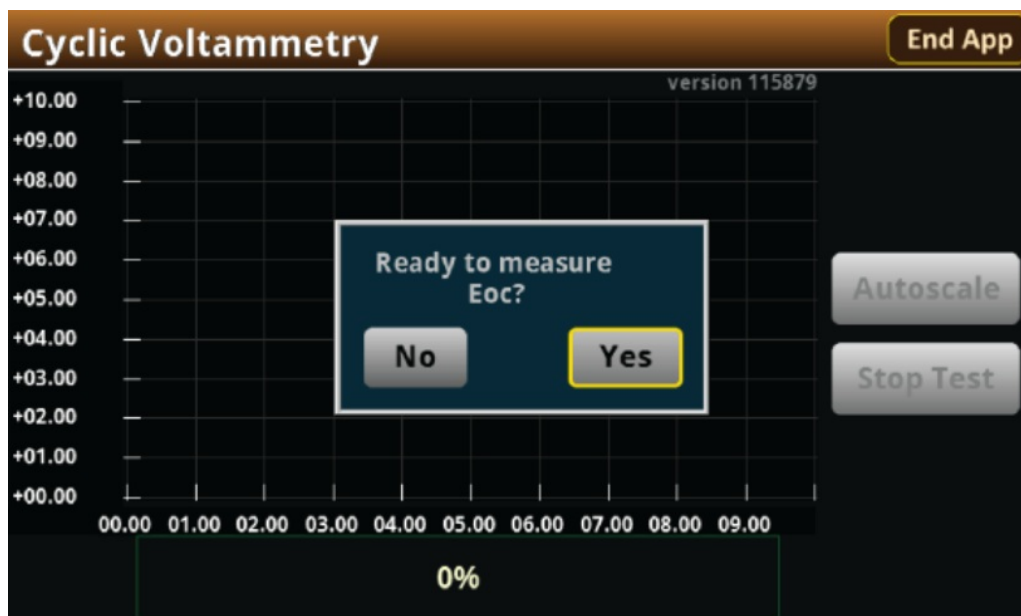 Cyclic Voltammetry
End App
version 115879
+10.00
+09.00
+08.00
+07.00
+06.00
+05.00
+04.00
+03.00
+02.00
+01.00
+00.00
00.00 01.00 02.00 03.00 04.00 05.00 06.00 07.00 08.00 09.00
Ready to measure
Eoc?
No
Yes
Autoscale
Stop Test
0%